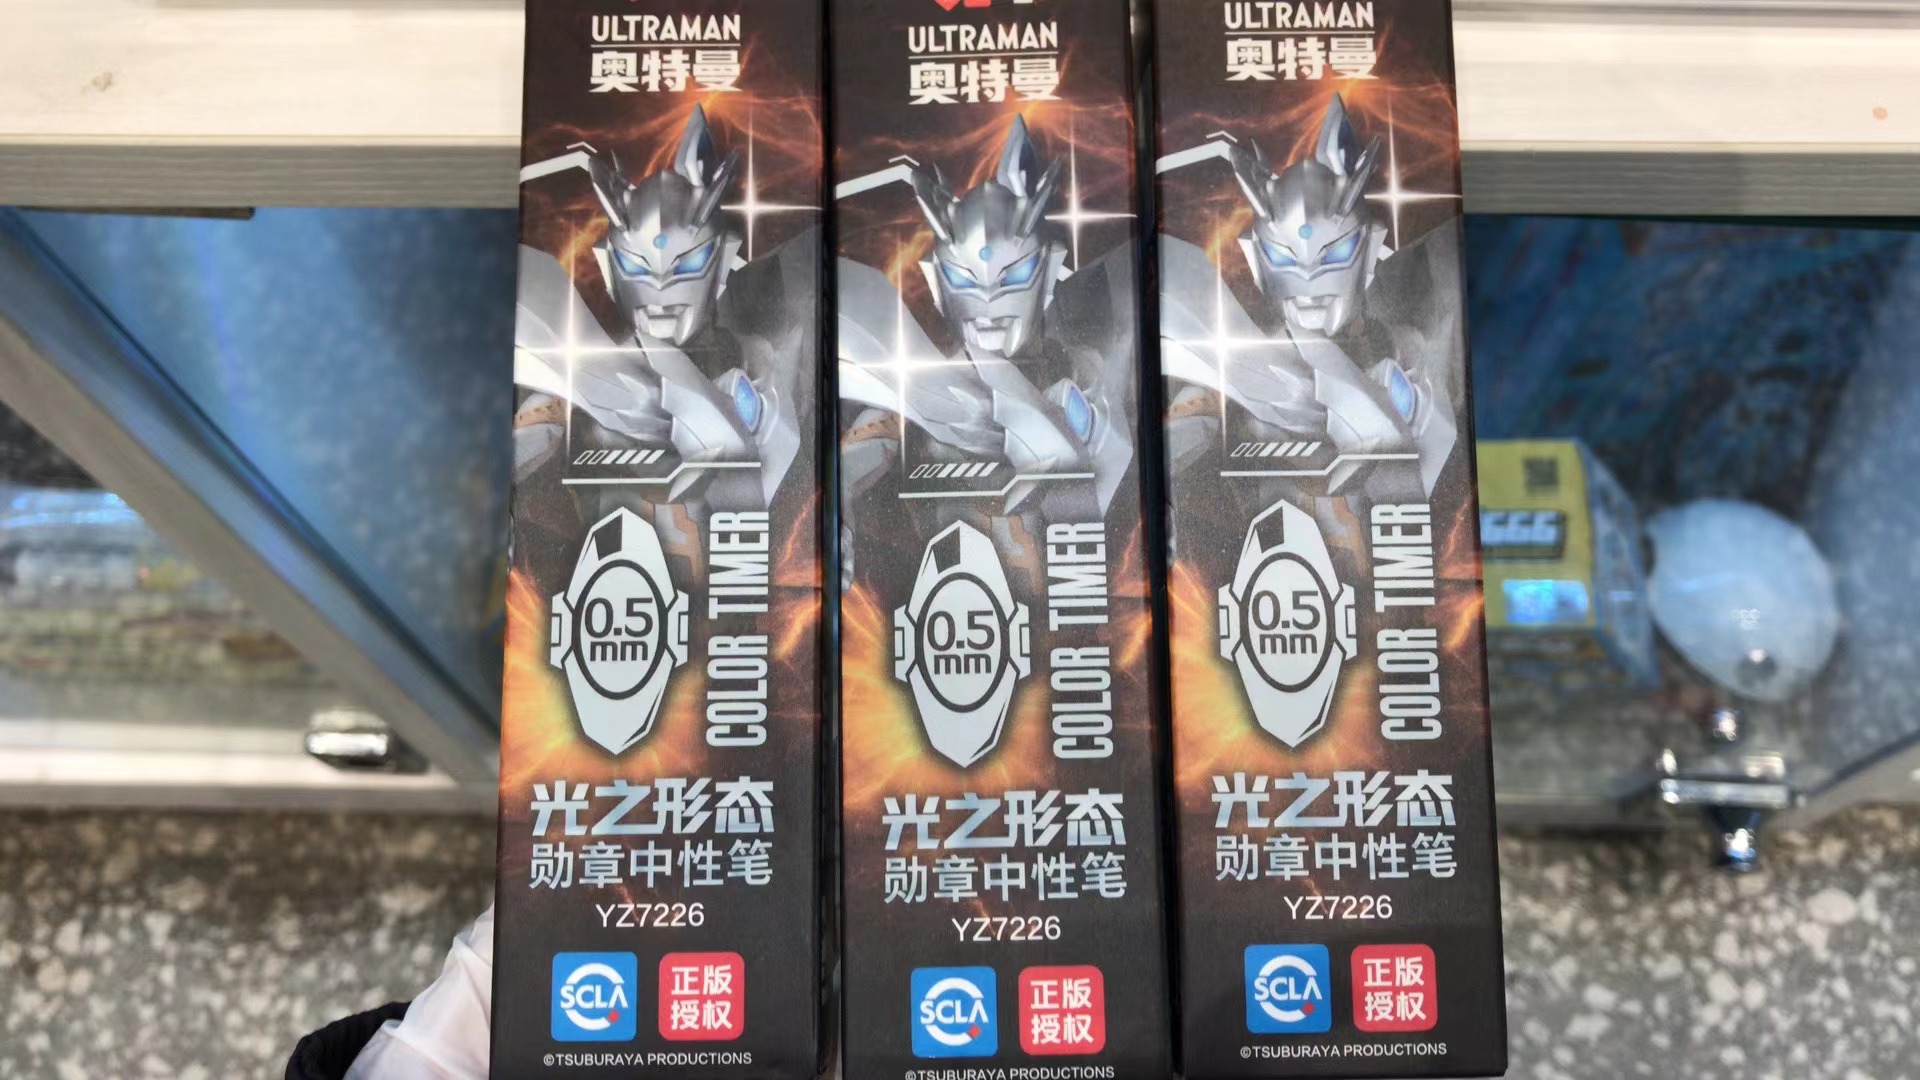 ULTRAMAN
奥特曼
0.5
mm
COLOR TIMER
光之形态
勋章中性笔
YZ7226
SCLA
正版
授权
©TSUBURAYA PRODUCTIONS
ULTRAMAN
奥特曼
0.5
mm
COLOR TIMER
光之形态
勋章中性笔
YZ7226
SCLA
正版
授权
©TSUBURAYA PRODUCTIONS
ULTRAMAN
奥特曼
0.5
mm
COLOR TIMER
光之形态
勋章中性笔
YZ7226
SCLA
正版
授权
©TSUBURAYA PRODUCTIONS